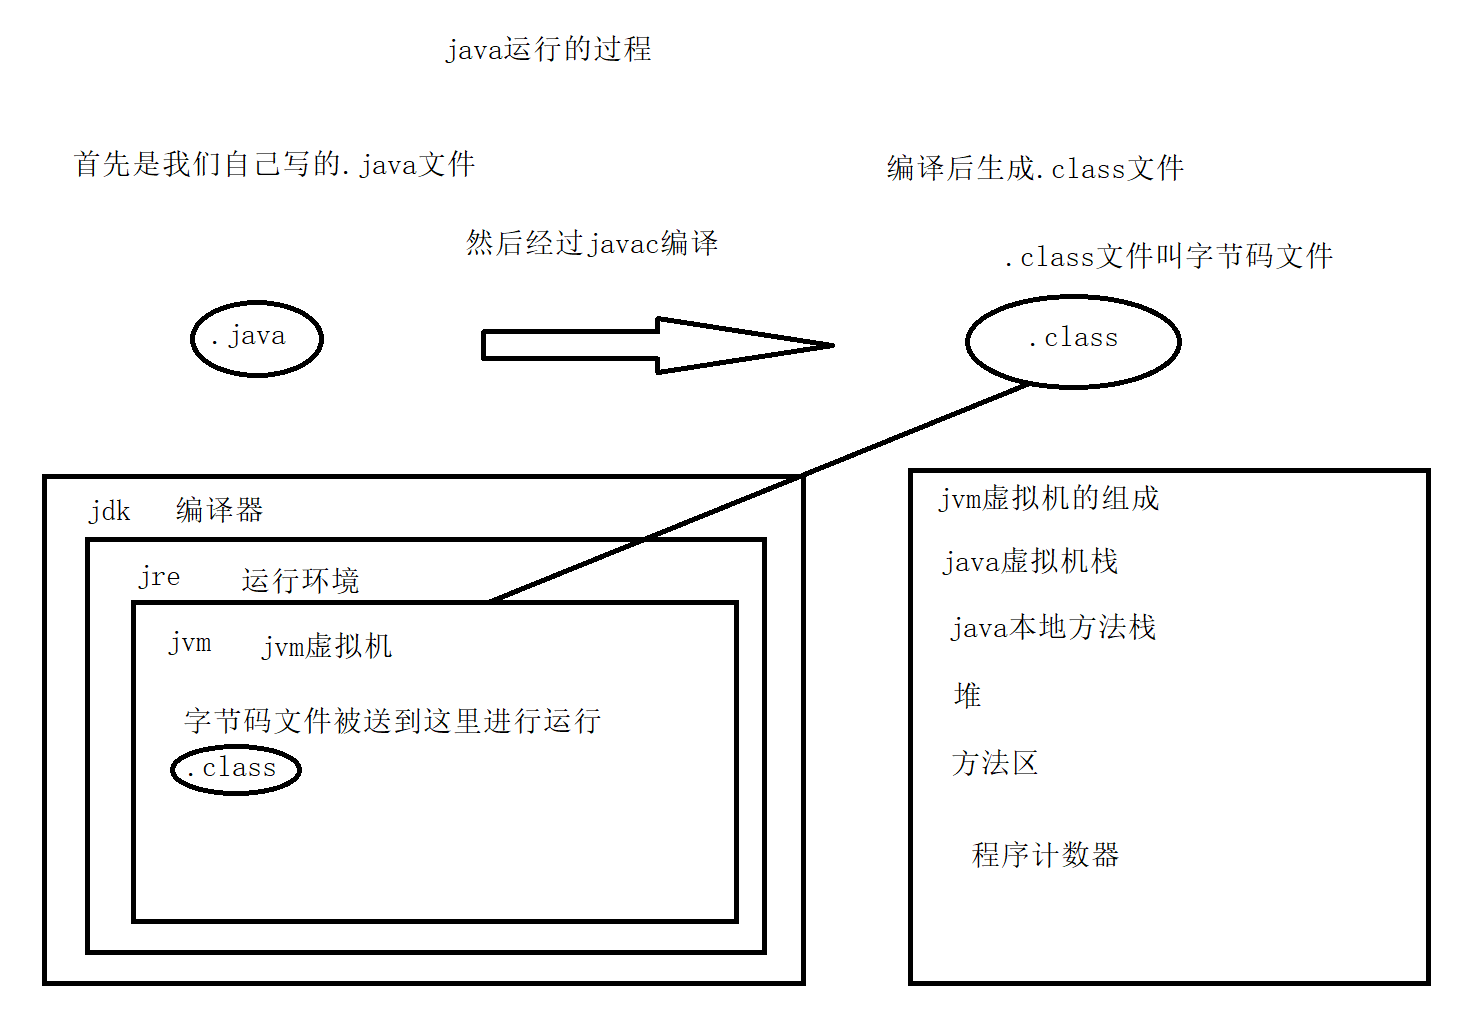 java运行的过程
首先是我们自己写的.java文件
编译后生成.class文件
然后经过javac编译
.class文件叫字节码文件
.java
.class
jdk 编译器
jre 运行环境
jvm jvm虚拟机
字节码文件被送到这里进行运行
.class
jvm虚拟机的组成
java虚拟机栈
java本地方法栈
堆
方法区
程序计数器